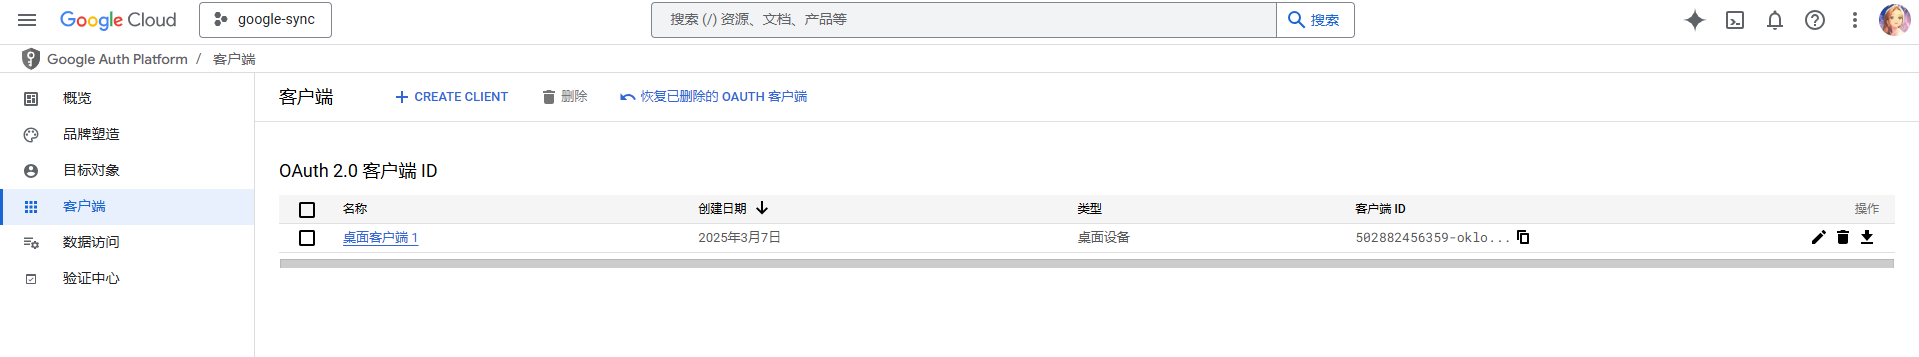 Google Cloud google-sync 搜索 (/) 资源、文档、产品等 搜索
Google Auth Platform / 客户端
概览
品牌塑造
目标对象
客户端
数据访问
验证中心
客户端 + CREATE CLIENT 删除 恢复已删除的 OAUTH 客户端
OAuth 2.0 客户端 ID
名称 创建日期 类型 客户端 ID 操作
桌面客户端 1 2025年3月7日 桌面设备 502882456359-oklo...